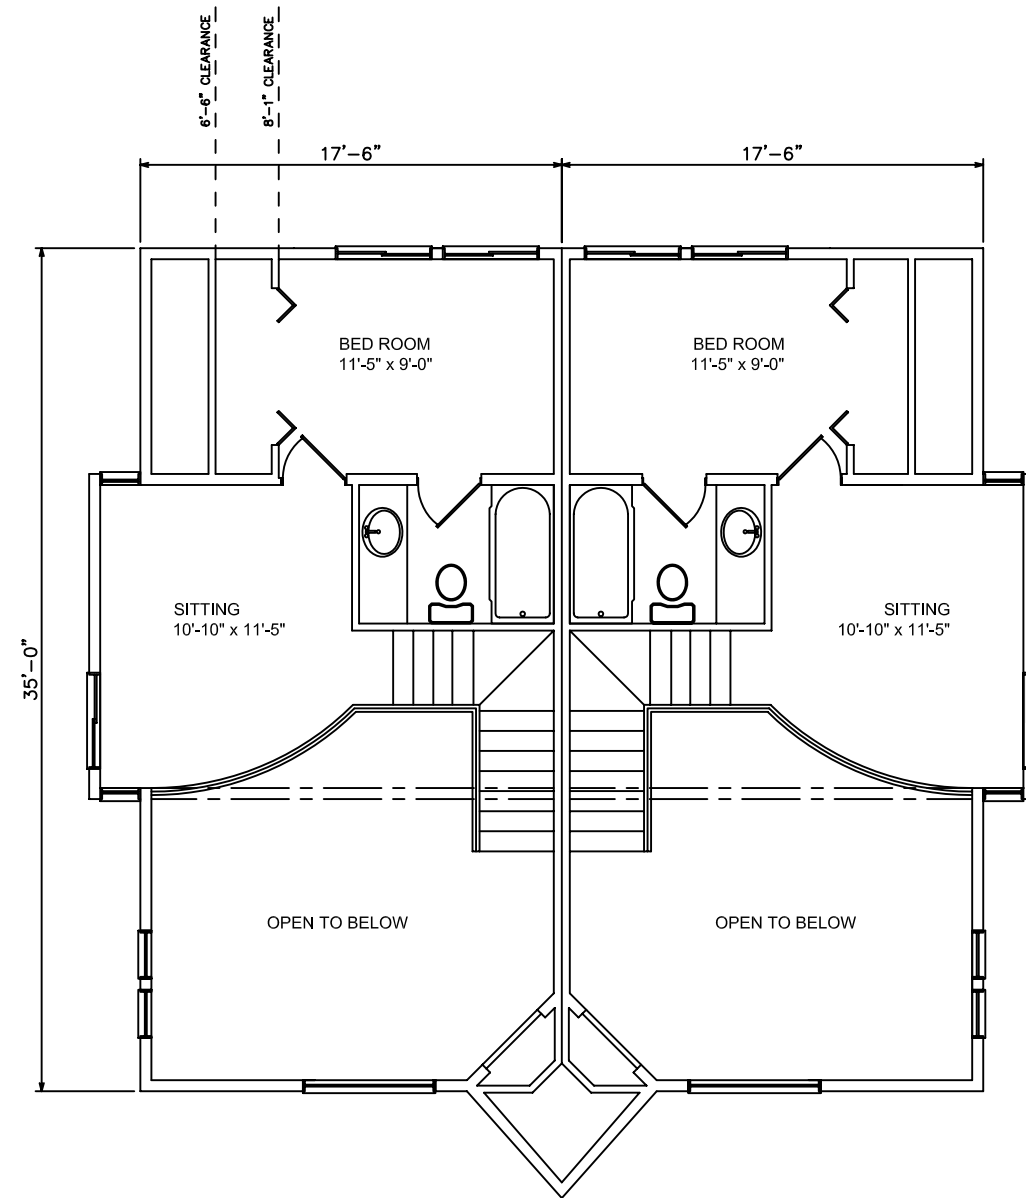 6'-6" CLEARANCE
8'-1" CLEARANCE
17'-6"
17'-6"
BED ROOM
11'-5" x 9'-0"
BED ROOM
11'-5" x 9'-0"
SITTING
10'-10" x 11'-5"
SITTING
10'-10" x 11'-5"
35'-0"
OPEN TO BELOW
OPEN TO BELOW